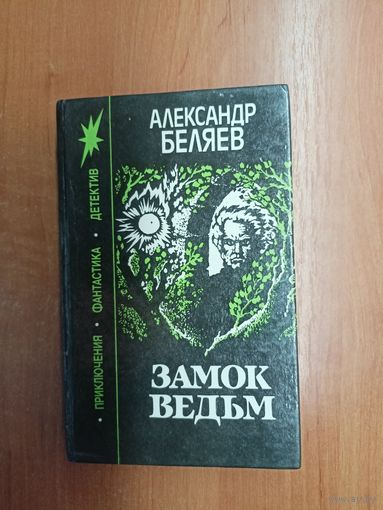 АЛЕКСАНДР
БЕЛЯЕВ
• ПРИКЛЮЧЕНИЯ • ФАНТАСТИКА • ДЕТЕКТИВ
ЗАМОК
ВЕДЬМ